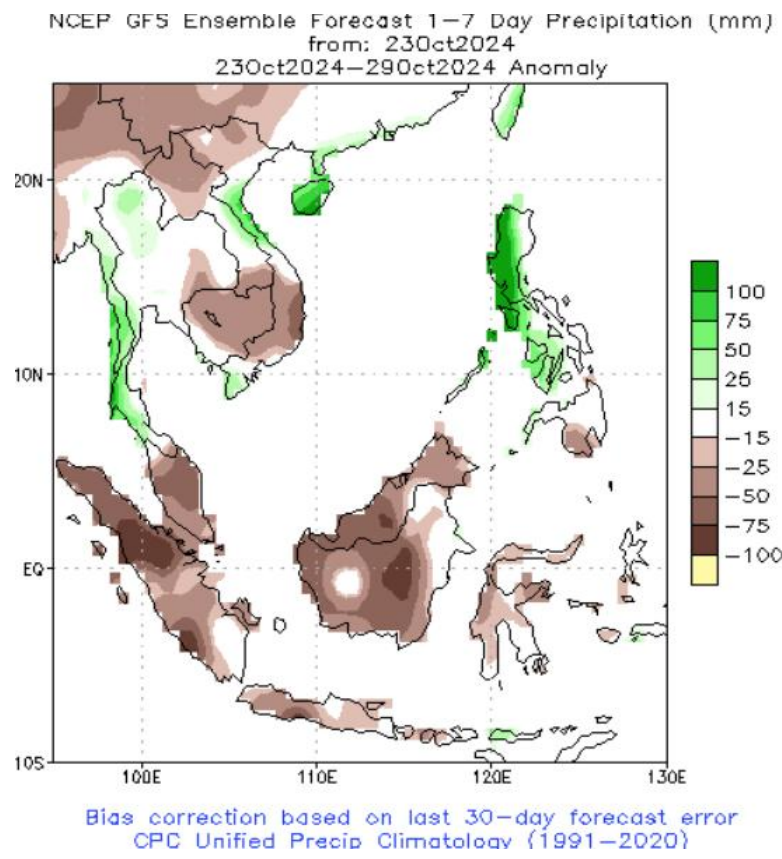 NCEP GFS Ensemble Forecast 1-7 Day Precipitation (mm)
from: 23Oct2024
23Oct2024-29Oct2024 Anomaly
20N
10N
EQ
10S
100E
110E
120E
130E
100
75
50
25
15
-15
-25
-50
-75
-100
Bias correction based on last 30-day forecast error
CPC Unified Precip Climatology (1991-2020)